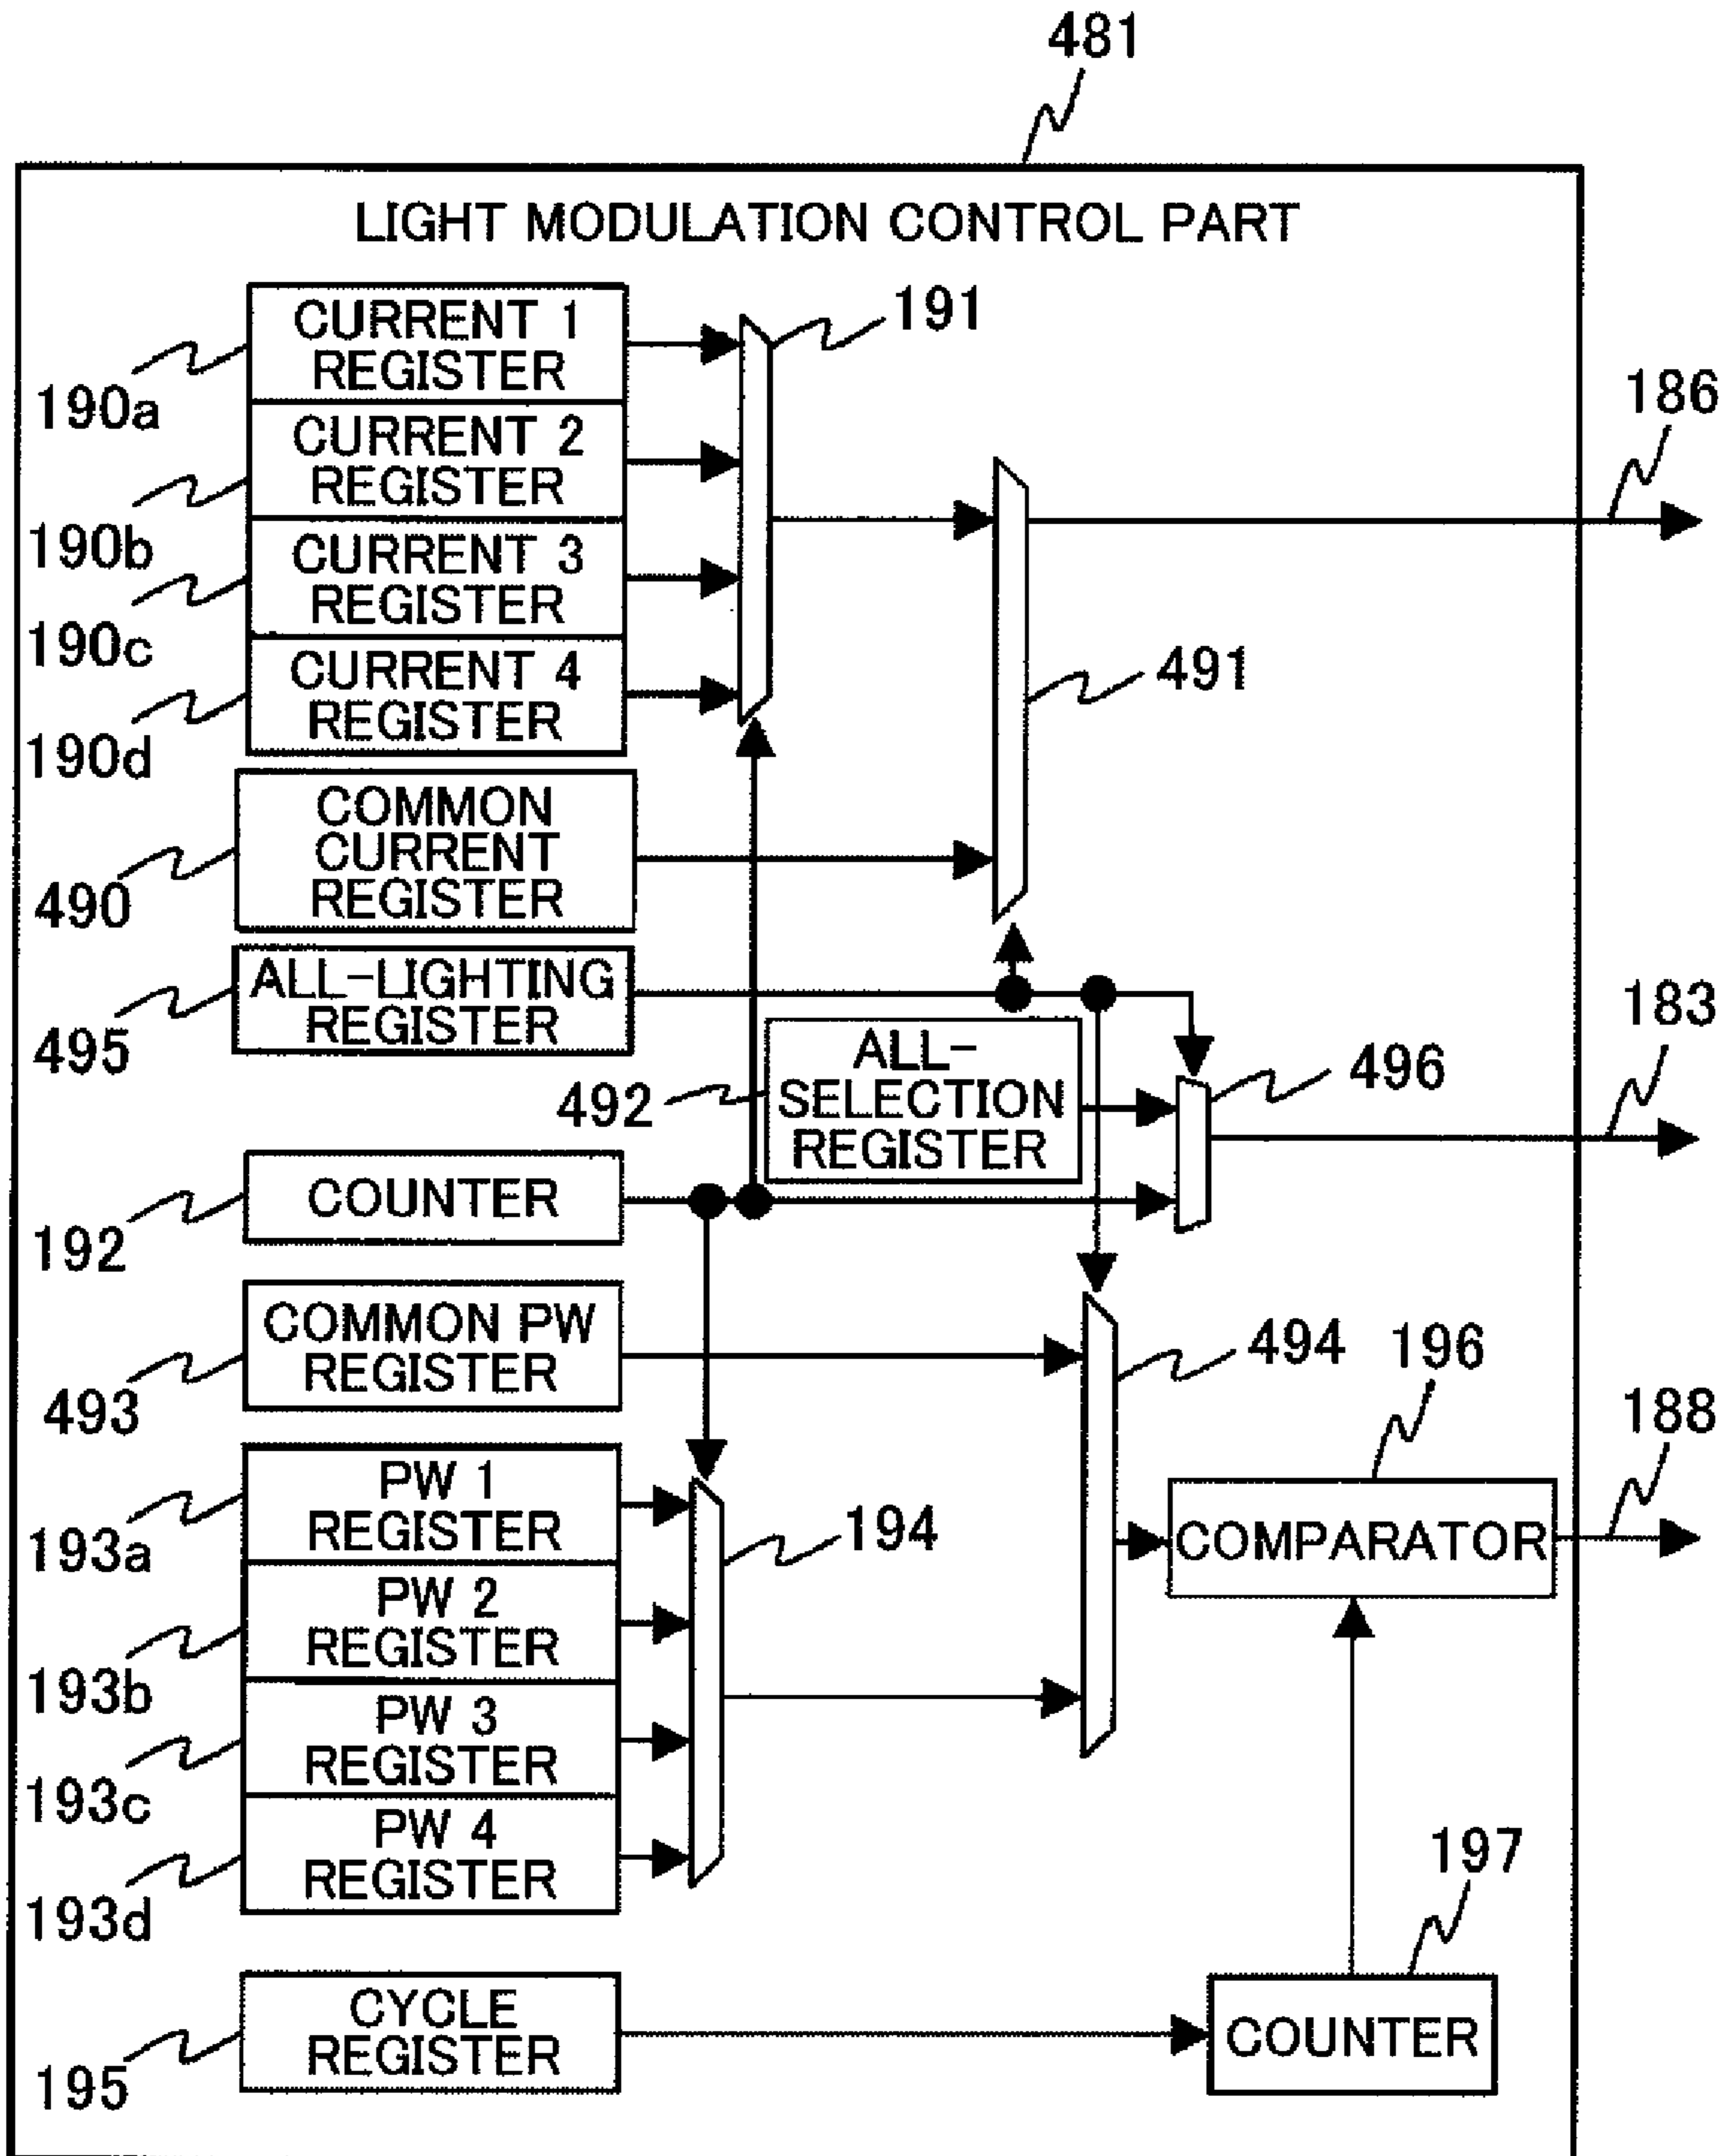 481
LIGHT MODULATION CONTROL PART
CURRENT 1
REGISTER
190a
191
CURRENT 2
REGISTER
190b
186
CURRENT 3
REGISTER
190c
CURRENT 4
REGISTER
190d
491
COMMON
CURRENT
REGISTER
490
ALL-LIGHTING
REGISTER
495
183
ALL-
SELECTION
REGISTER
492
496
COUNTER
192
COMMON PW
REGISTER
493
494
196
188
PW 1
REGISTER
193a
194
COMPARATOR
PW 2
REGISTER
193b
PW 3
REGISTER
193c
PW 4
REGISTER
193d
197
CYCLE
REGISTER
195
COUNTER